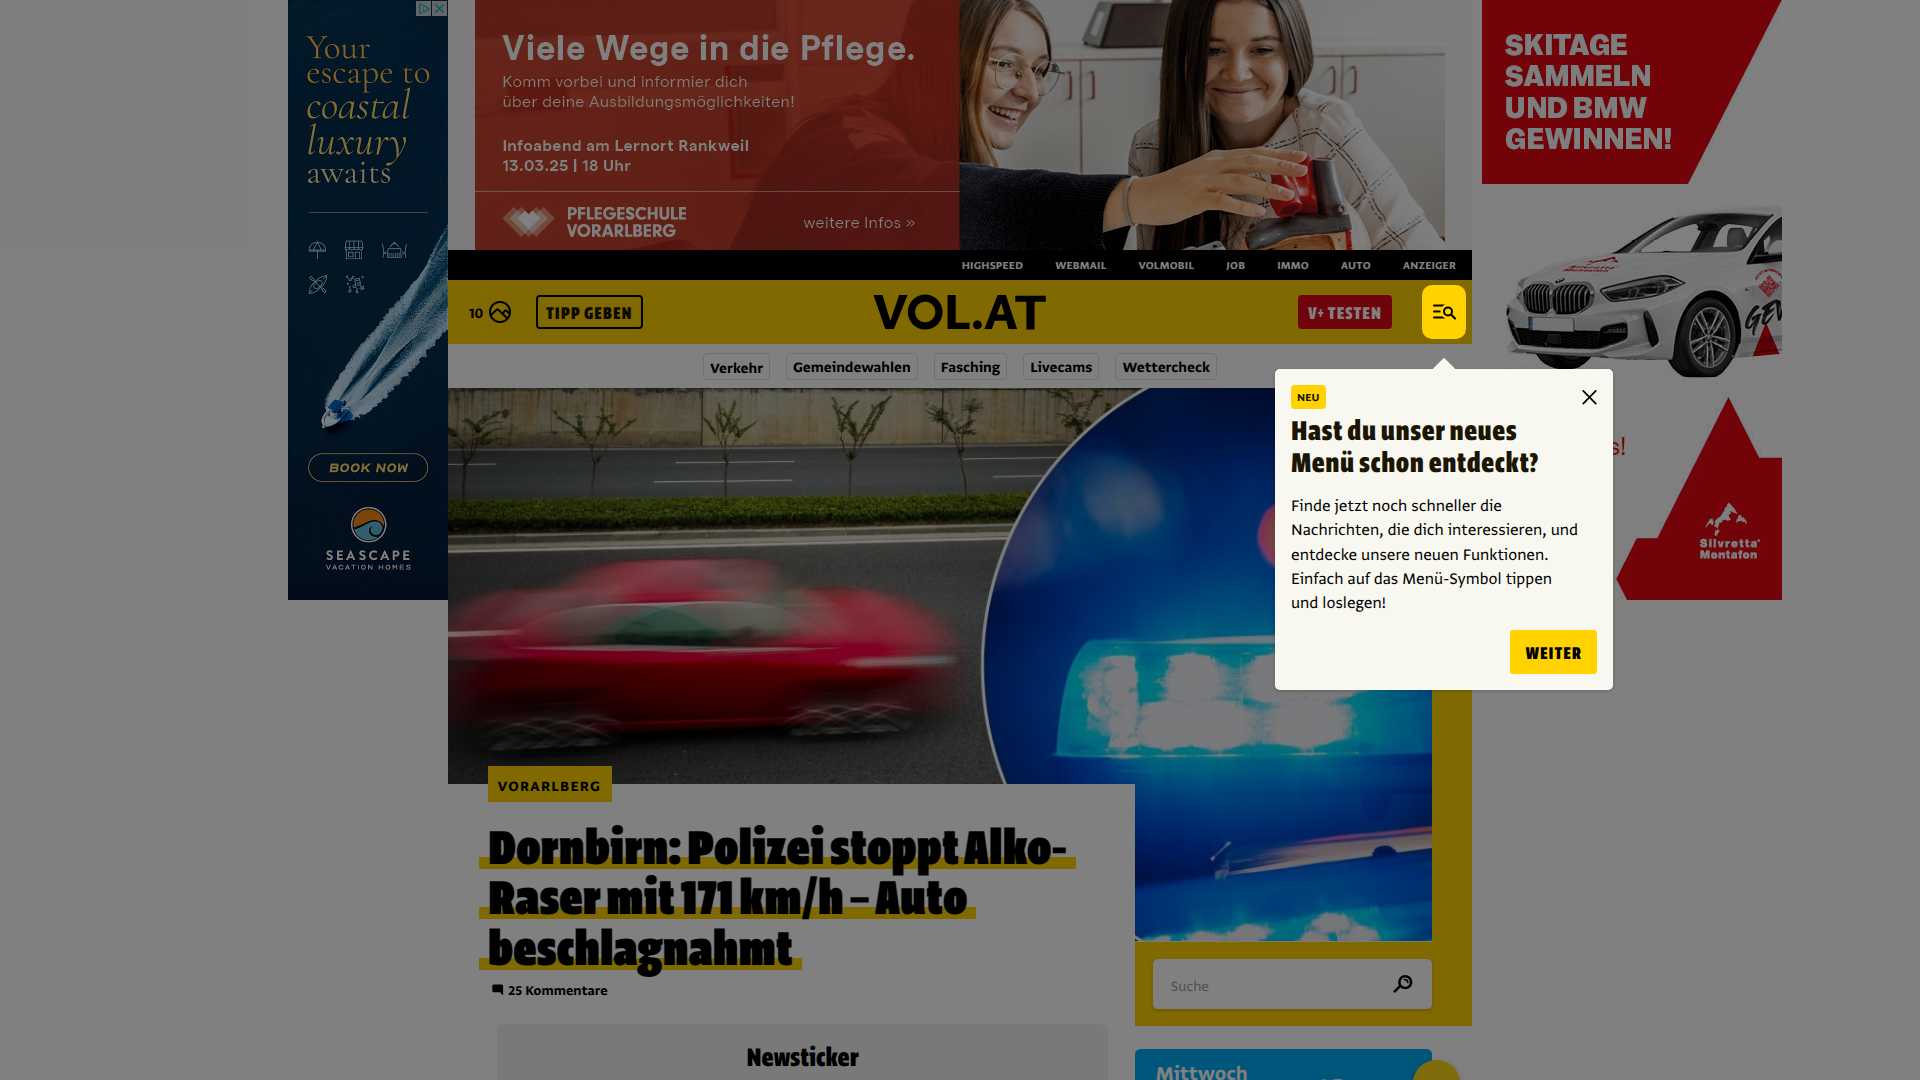 Your
escape to
coastal
luxury
awaits
BOOK NOW
SEASCAPE
VACATION HOMES
Viele Wege in die Pflege.
Komm vorbei und informier dich
über deine Ausbildungsmöglichkeiten!
Infoabend am Lernort Rankweil
13.03.25 | 18 Uhr
PFLEGESCHULE
VORARLBERG
weitere Infos »
SKITAGE
SAMMELN
UND BMW
GEWINNEN!
s!
Silvretta
Montafon
HIGHSPEED WEBMAIL VOLMOBIL JOB IMMO AUTO ANZEIGER
10 TIPP GEBEN VOL.AT V+ TESTEN
Verkehr Gemeindewahlen Fasching Livecams Wettercheck
NEU
Hast du unser neues
Menü schon entdeckt?
Finde jetzt noch schneller die
Nachrichten, die dich interessieren, und
entdecke unsere neuen Funktionen.
Einfach auf das Menü-Symbol tippen
und loslegen!
WEITER
VORARLBERG
Dornbirn: Polizei stoppt Alko-
Raser mit 171 km/h – Auto
beschlagnahmt
25 Kommentare
Suche
Newsticker
Mittwoch